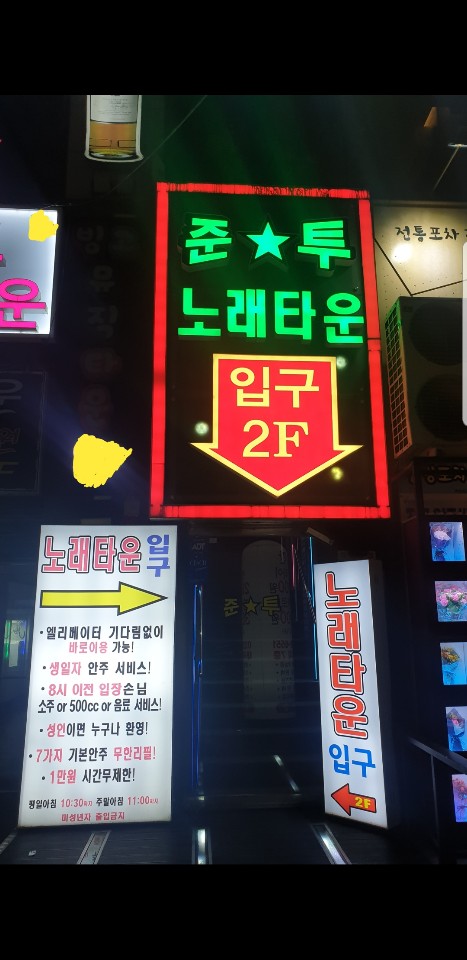 준★투
노래타운
입구
2F
운
전통포차
노래타운 입구
·엘리베이터 기다림없이
바로이용 가능!
·생일자 안주 서비스!
·8시 이전 입장손님
소주 or 500cc or 음료 서비스!
·성인이면 누구나 환영!
·7가지 기본안주 무한리필!
·1만원 시간무제한!
평일아침 10:30까지 주말아침 11:00까지
미성년자 출입금지
준★투
노래타운
입구
2F